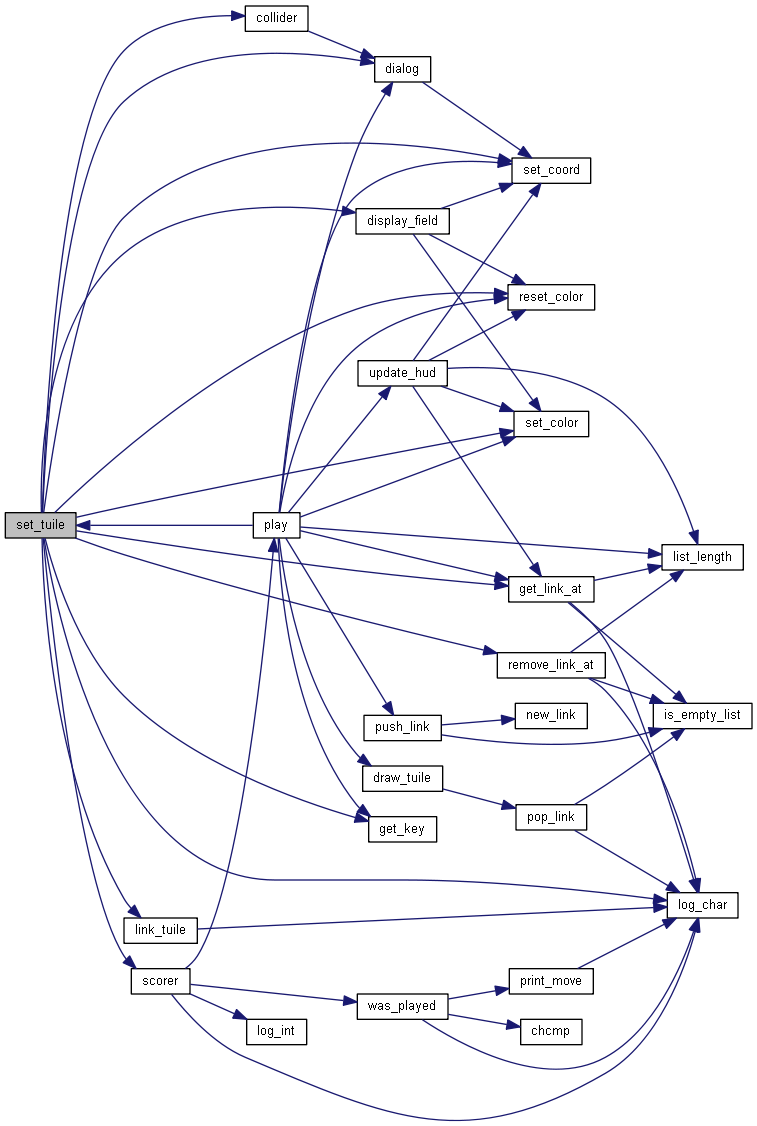 collider
dialog
set_coord
display_field
reset_color
update_hud
set_color
set_tuile
play
list_length
get_link_at
remove_link_at
new_link
is_empty_list
push_link
draw_tuile
pop_link
get_key
log_char
link_tuile
scorer
print_move
was_played
log_int
chcmp